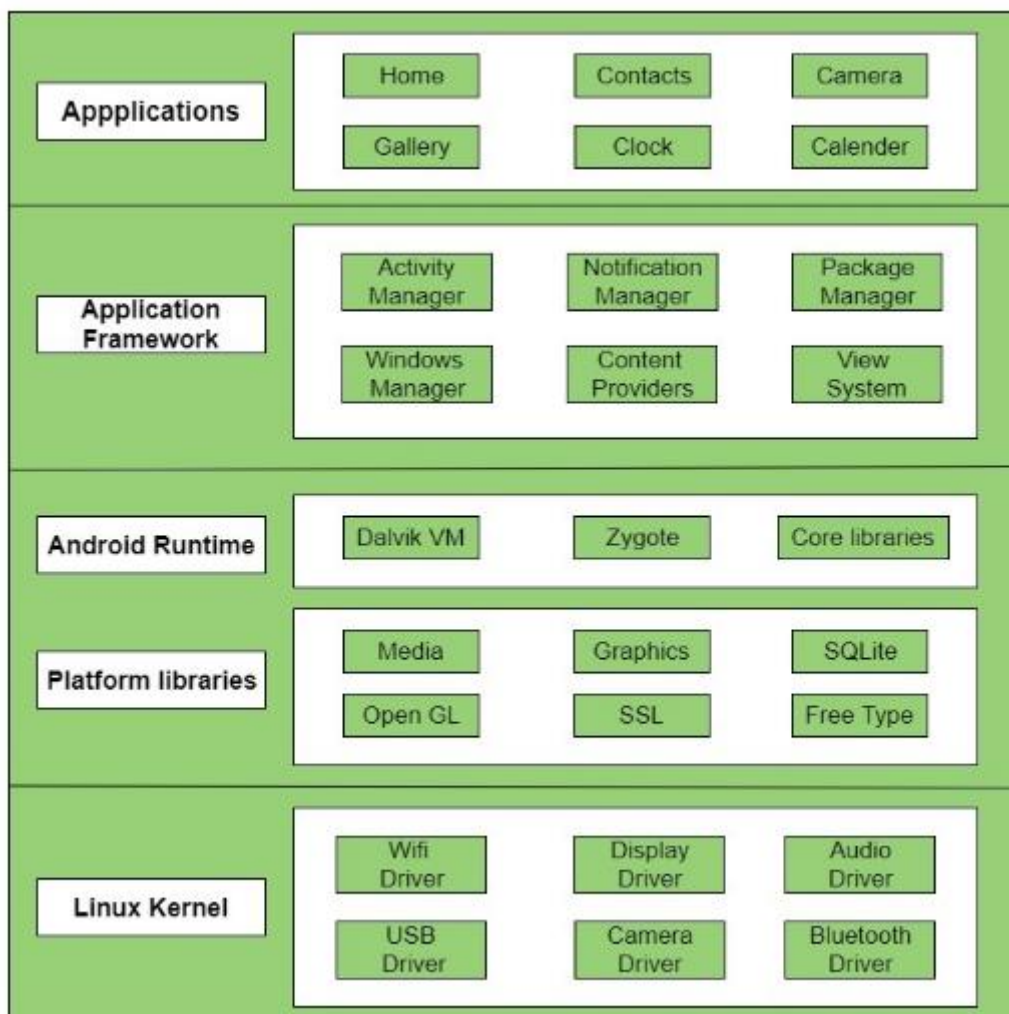 Appplications
Home
Contacts
Camera
Gallery
Clock
Calender
Application
Framework
Activity
Manager
Notification
Manager
Package
Manager
Windows
Manager
Content
Providers
View
System
Android Runtime
Dalvik VM
Zygote
Core libraries
Platform libraries
Media
Graphics
SQLite
Open GL
SSL
Free Type
Linux Kernel
Wifi
Driver
Display
Driver
Audio
Driver
USB
Driver
Camera
Driver
Bluetooth
Driver